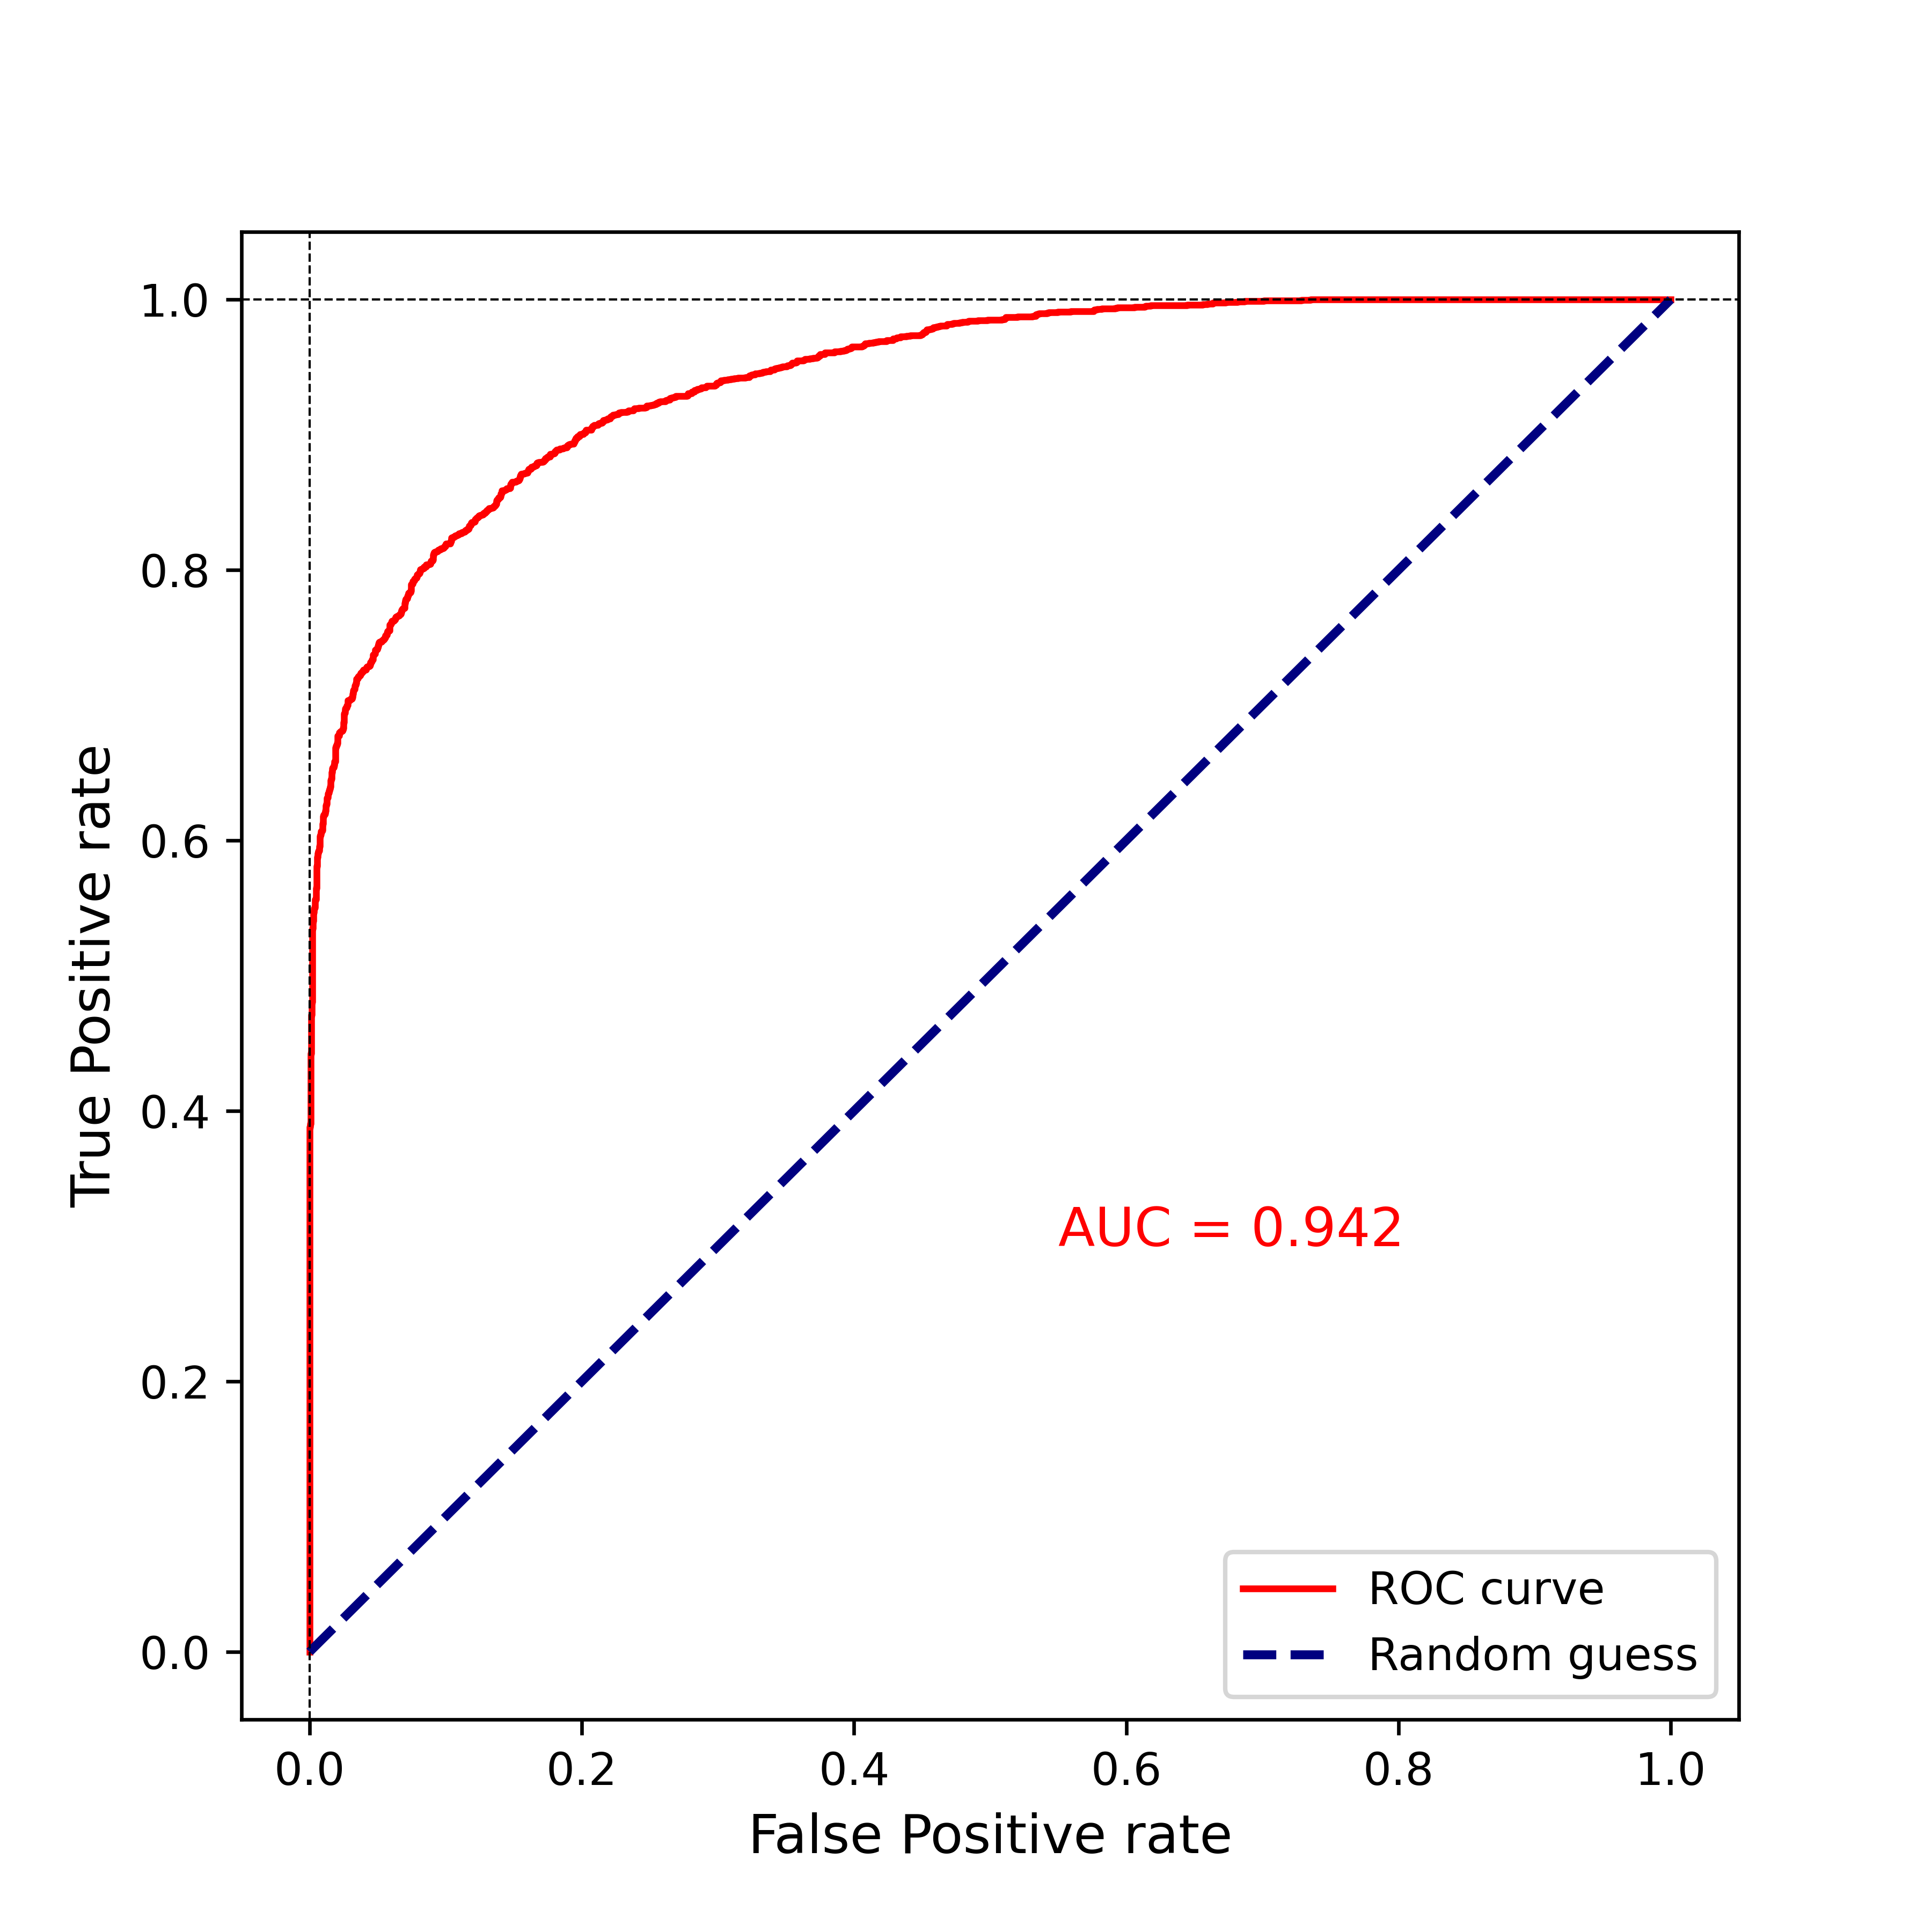 1.0
0.8
0.6
0.4
0.2
0.0
True Positive rate
AUC = 0.942
ROC curve
Random guess
0.0 0.2 0.4 0.6 0.8 1.0
False Positive rate